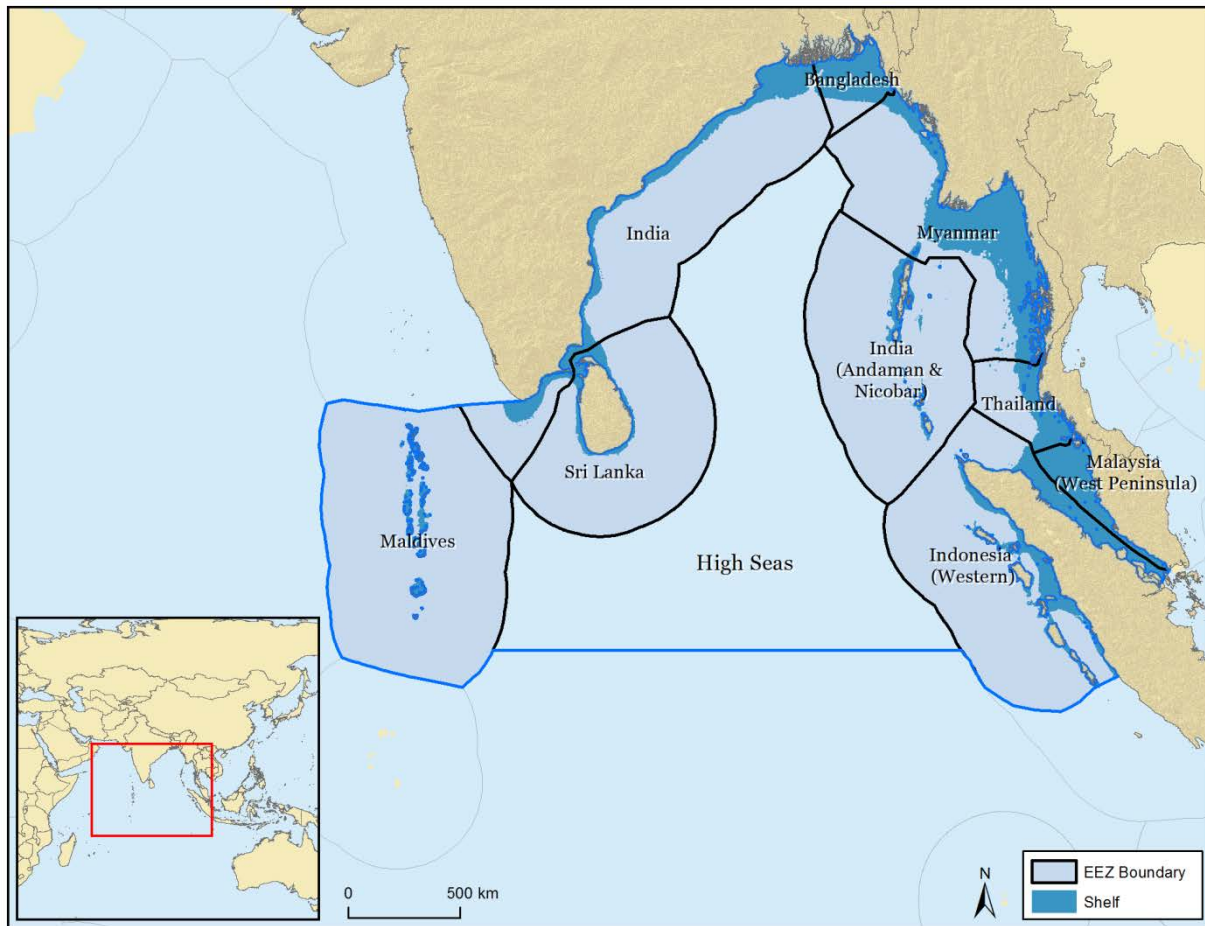 Bangladesh
India
Myanmar
India
(Andaman &
Nicobar)
Thailand
Malaysia
(West Peninsula)
Sri Lanka
Maldives
High Seas
Indonesia
(Western)
0
500 km
N
EEZ Boundary
Shelf